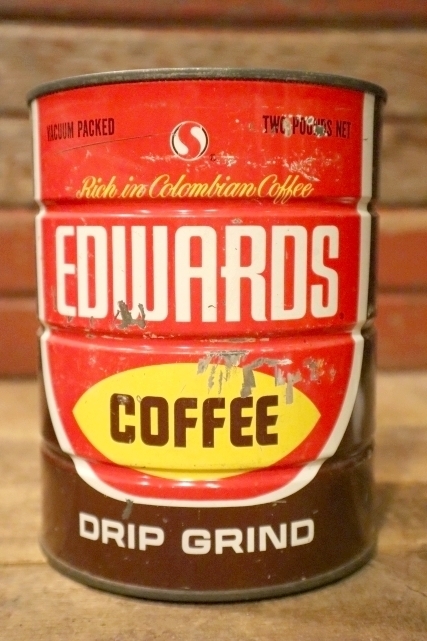 VACUUM PACKED TWO POUNDS NET
S
Rich in Colombian Coffee
EDWARDS
COFFEE
DRIP GRIND